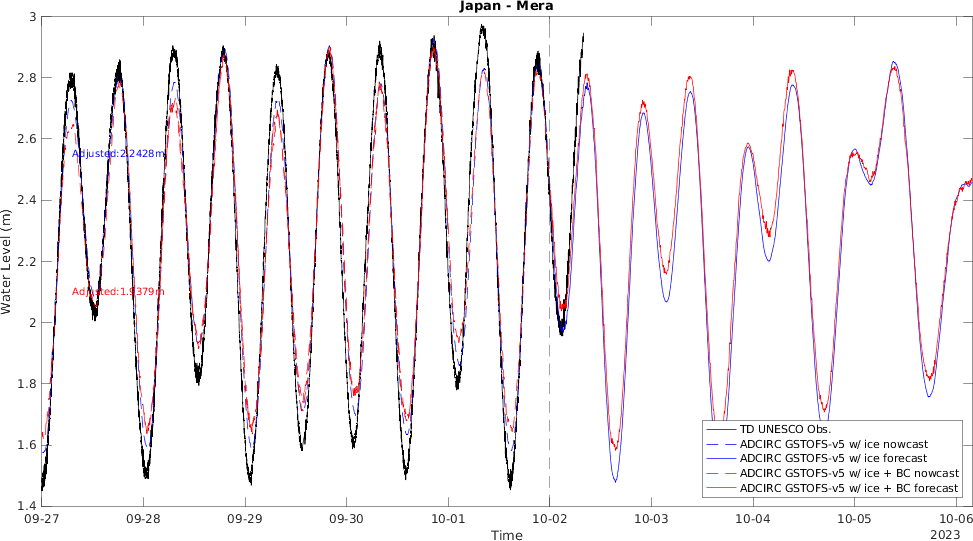 Japan - Mera
3
2.8
2.6
2.4
2.2
2
1.8
1.6
1.4
Water Level (m)
Adjusted:2.2428m
Adjusted:1.9379m
TD UNESCO Obs.
ADCIRC GSTOFS-v5 w/ ice nowcast
ADCIRC GSTOFS-v5 w/ ice forecast
ADCIRC GSTOFS-v5 w/ ice + BC nowcast
ADCIRC GSTOFS-v5 w/ ice + BC forecast
09-27 09-28 09-29 09-30 10-01 10-02 10-03 10-04 10-05 10-06
Time
2023